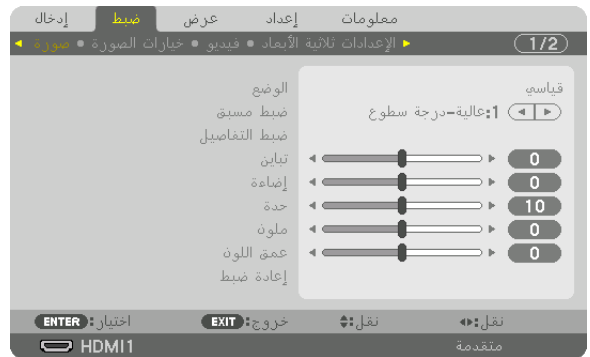 إدخال ضبط عرض إعداد معلومات
صورة • خيارات الصورة • فيديو • الإعدادات ثلاثية الأبعاد 1/2
الوضع قياسي
ضبط مسبق 1:عالية-درجة سطوع
ضبط التفاصيل
تباين 0
إضاءة 0
حدة 10
ملون 0
عمق اللون 0
إعادة ضبط
ENTER:اختيار EXIT:خروج نقل: نقل:
HDMI1 متقدمة